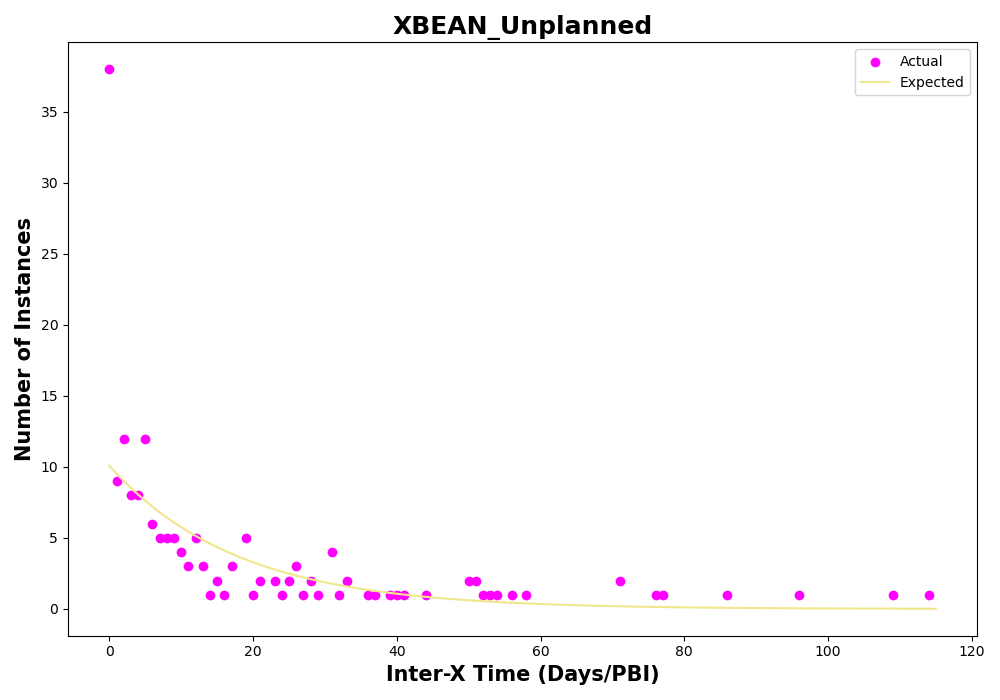 XBEAN_Unplanned
Actual
Expected
Number of Instances
35
30
25
20
15
10
5
0
0 20 40 60 80 100 120
Inter-X Time (Days/PBI)